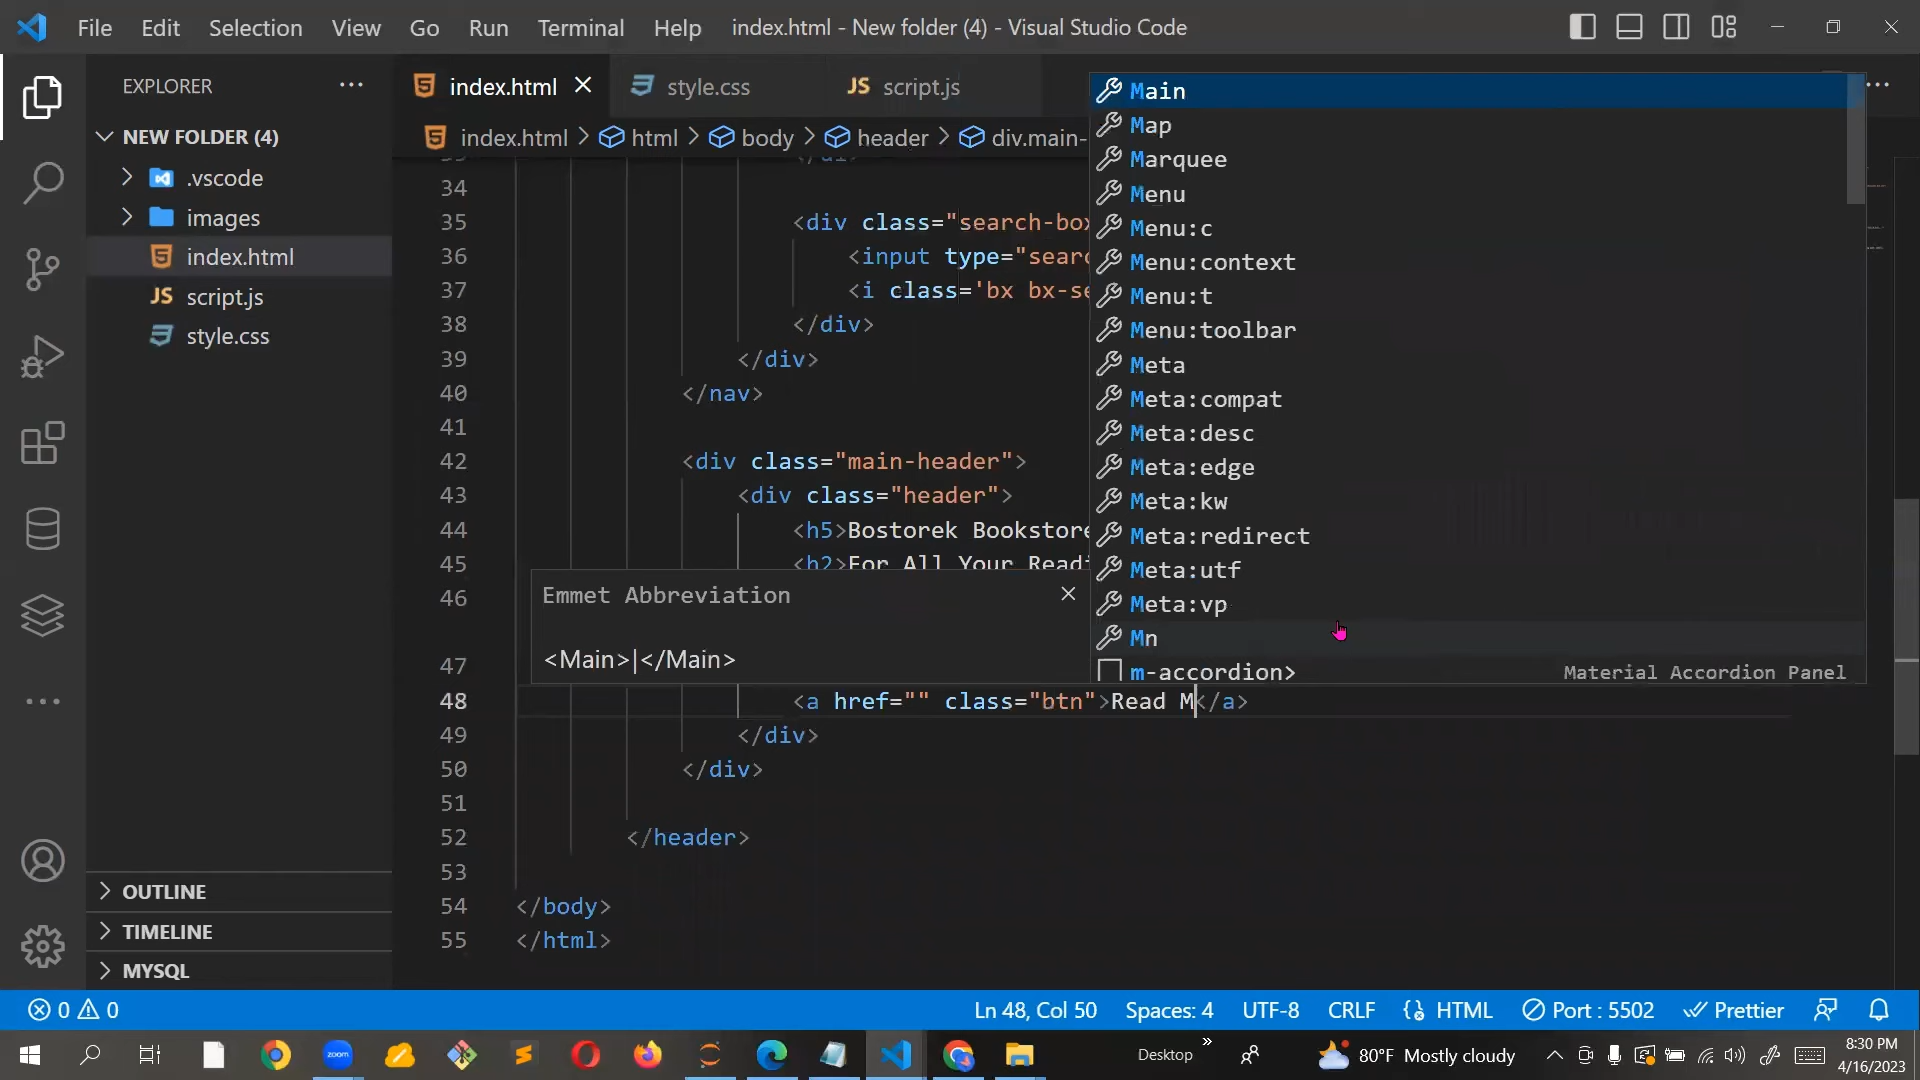 File Edit Selection View Go Run Terminal Help index.html - New folder (4) - Visual Studio Code
EXPLORER
NEW FOLDER (4)
.vscode
images
index.html
script.js
style.css
OUTLINE
TIMELINE
MYSQL
index.html style.css JS script.js
index.html > html > body > header > div.main-
34
35 <div class="search-box
36 <input type="searc
37 <i class='bx bx-se
38 </div>
39 </div>
40 </nav>
41
42 <div class="main-header">
43 <div class="header">
44 <h5>Bostorek Bookstore
45 <h2>For All Your Readi
46
47
48 <a href="" class="btn">Read M</a>
49 </div>
50 </div>
51
52 </header>
53
54 </body>
55 </html>
Emmet Abbreviation
<Main>|</Main>
Main
Map
Marquee
Menu
Menu:c
Menu:context
Menu:t
Menu:toolbar
Meta
Meta:compat
Meta:desc
Meta:edge
Meta:kw
Meta:redirect
Meta:utf
Meta:vp
Mn
m-accordion> Material Accordion Panel
0 0 Ln 48, Col 50 Spaces: 4 UTF-8 CRLF HTML Port : 5502 Prettier
zoom Desktop 80°F Mostly cloudy 8:30 PM
4/16/2023